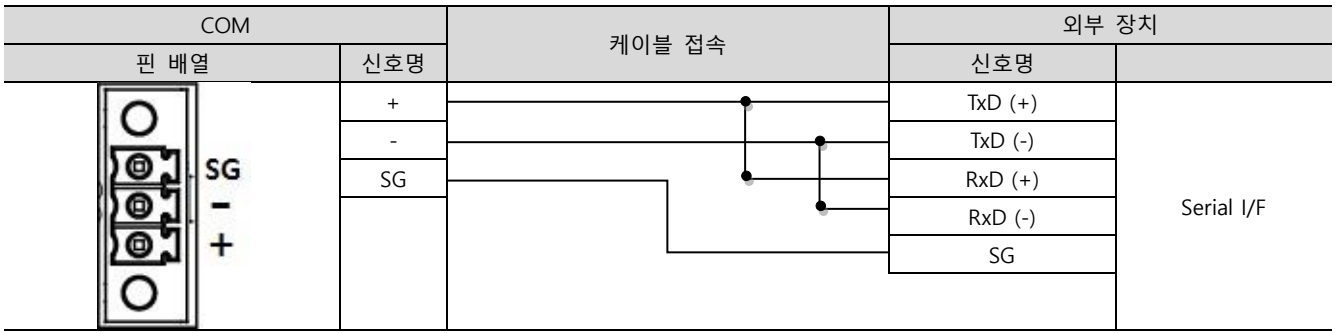 COM 케이블 접속 외부 장치
핀 배열 신호명 신호명
+ TxD (+)
- TxD (-)
SG RxD (+)
RxD (-)
SG
Serial I/F
SG
-
+